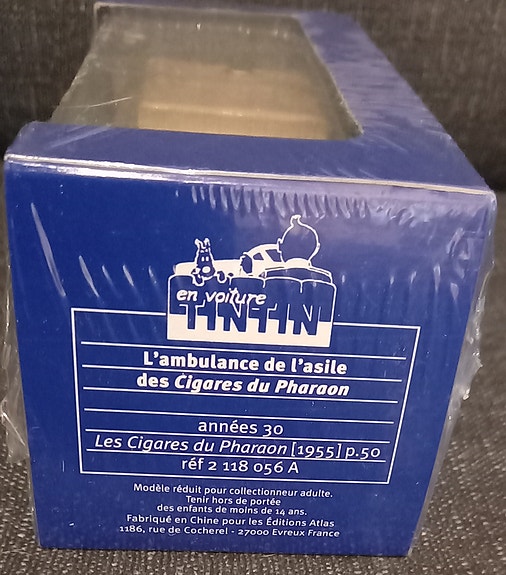 en voiture
TINTIN
L'ambulance de l'asile
des Cigares du Pharaon
années 30
Les Cigares du Pharaon [1955] p.50
réf 2 118 056 A
Modèle réduit pour collectionneur adulte.
Tenir hors de portée
des enfants de moins de 14 ans.
Fabriqué en Chine pour les Éditions Atlas
1186, rue de Cocherel - 27000 Evreux France